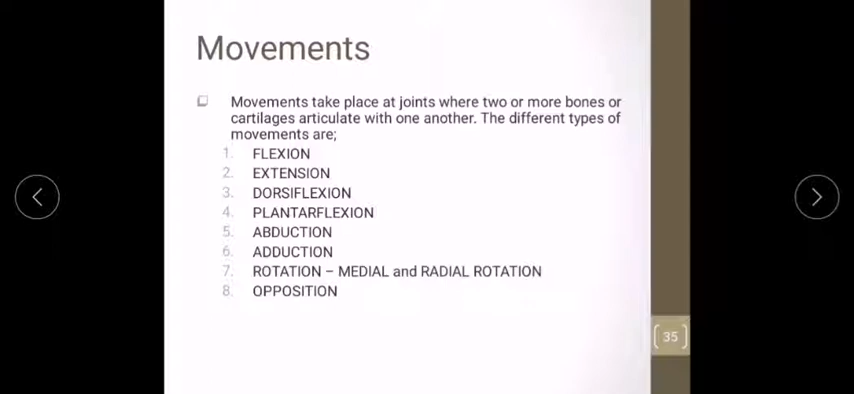 Movements
Movements take place at joints where two or more bones or
cartilages articulate with one another. The different types of
movements are;
1. FLEXION
2. EXTENSION
3. DORSIFLEXION
4. PLANTARFLEXION
5. ABDUCTION
6. ADDUCTION
7. ROTATION – MEDIAL and RADIAL ROTATION
8. OPPOSITION
35